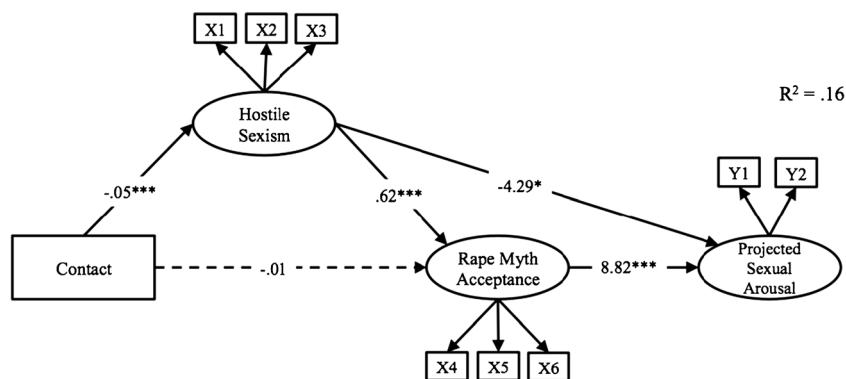 X1 X2 X3
Hostile
Sexism
R² = .16
Y1 Y2
-.05***
.62***
-4.29*
Contact
-.01
Rape Myth
Acceptance
8.82***
Projected
Sexual
Arousal
X4 X5 X6